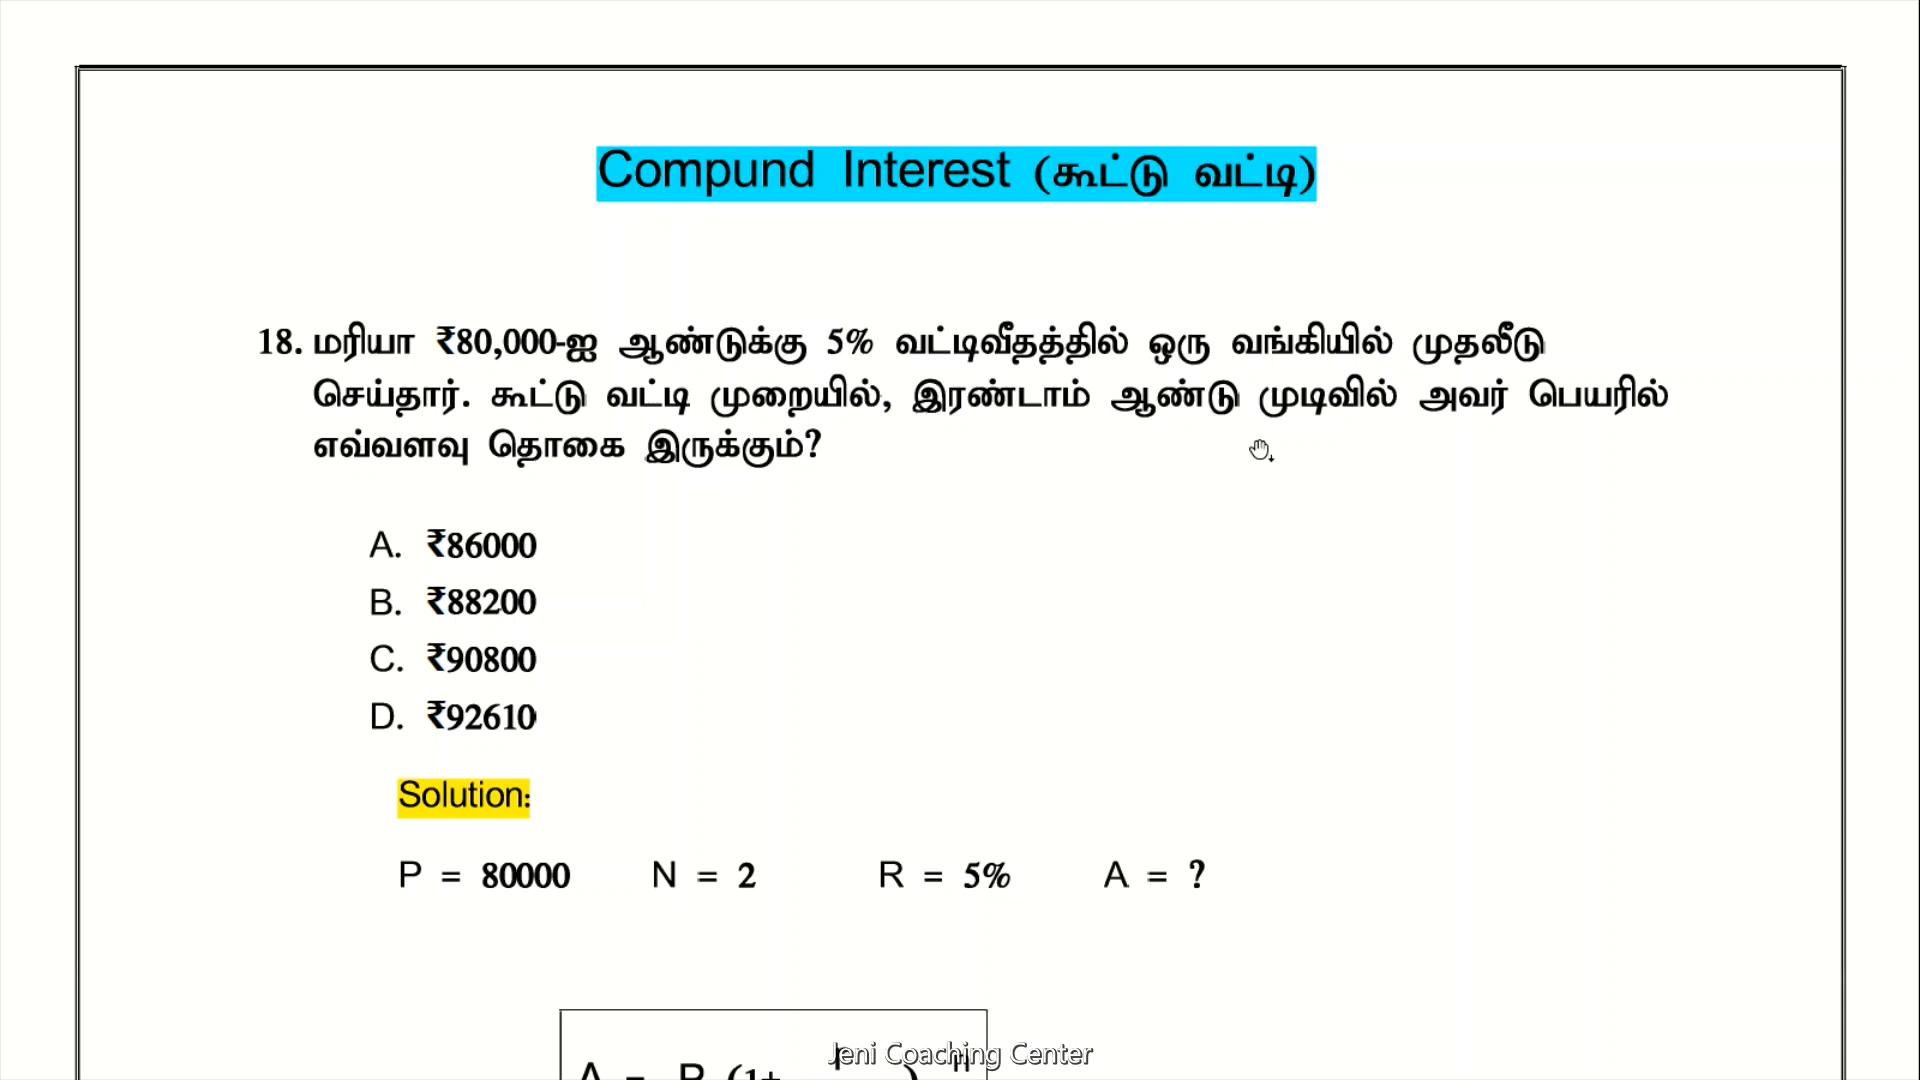 Compund Interest (கூட்டு வட்டி)
18. மரியா ₹80,000-ஐ ஆண்டுக்கு 5% வட்டிவீதத்தில் ஒரு வங்கியில் முதலீடு
செய்தார். கூட்டு வட்டி முறையில், இரண்டாம் ஆண்டு முடிவில் அவர் பெயரில்
எவ்வளவு தொகை இருக்கும்?
A. ₹86000
B. ₹88200
C. ₹90800
D. ₹92610
Solution:
P = 80000 N = 2 R = 5% A = ?
A = P (1+ ) n
Jeni Coaching Center